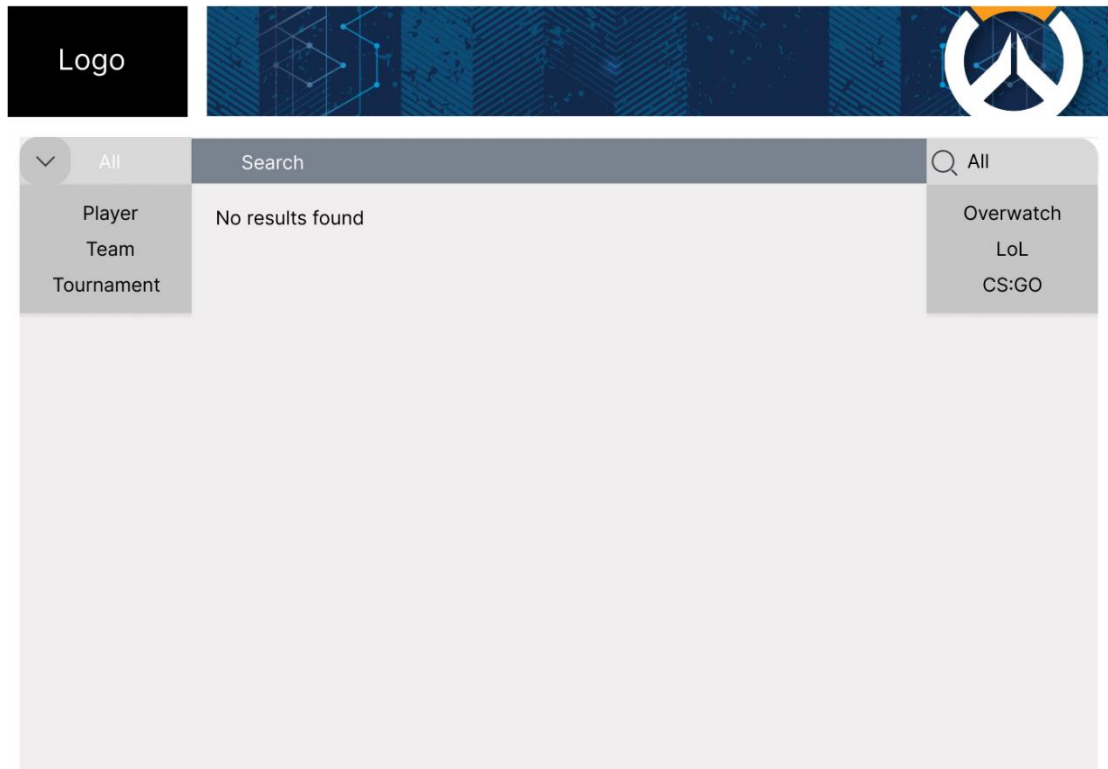 Logo
All
Search
All
Player
Team
Tournament
No results found
Overwatch
LoL
CS:GO